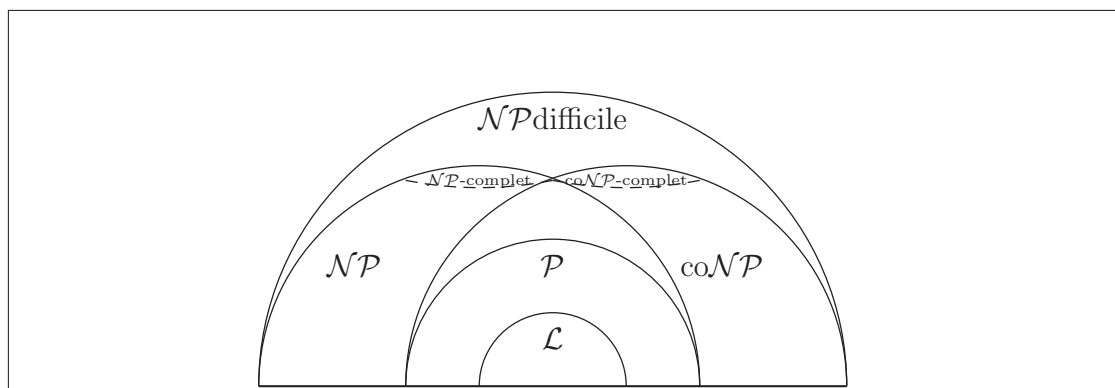 𝒩𝒫difficile
𝒩𝒫-complet co𝒩𝒫-complet
𝒩𝒫 𝒫 co𝒩𝒫
ℒ